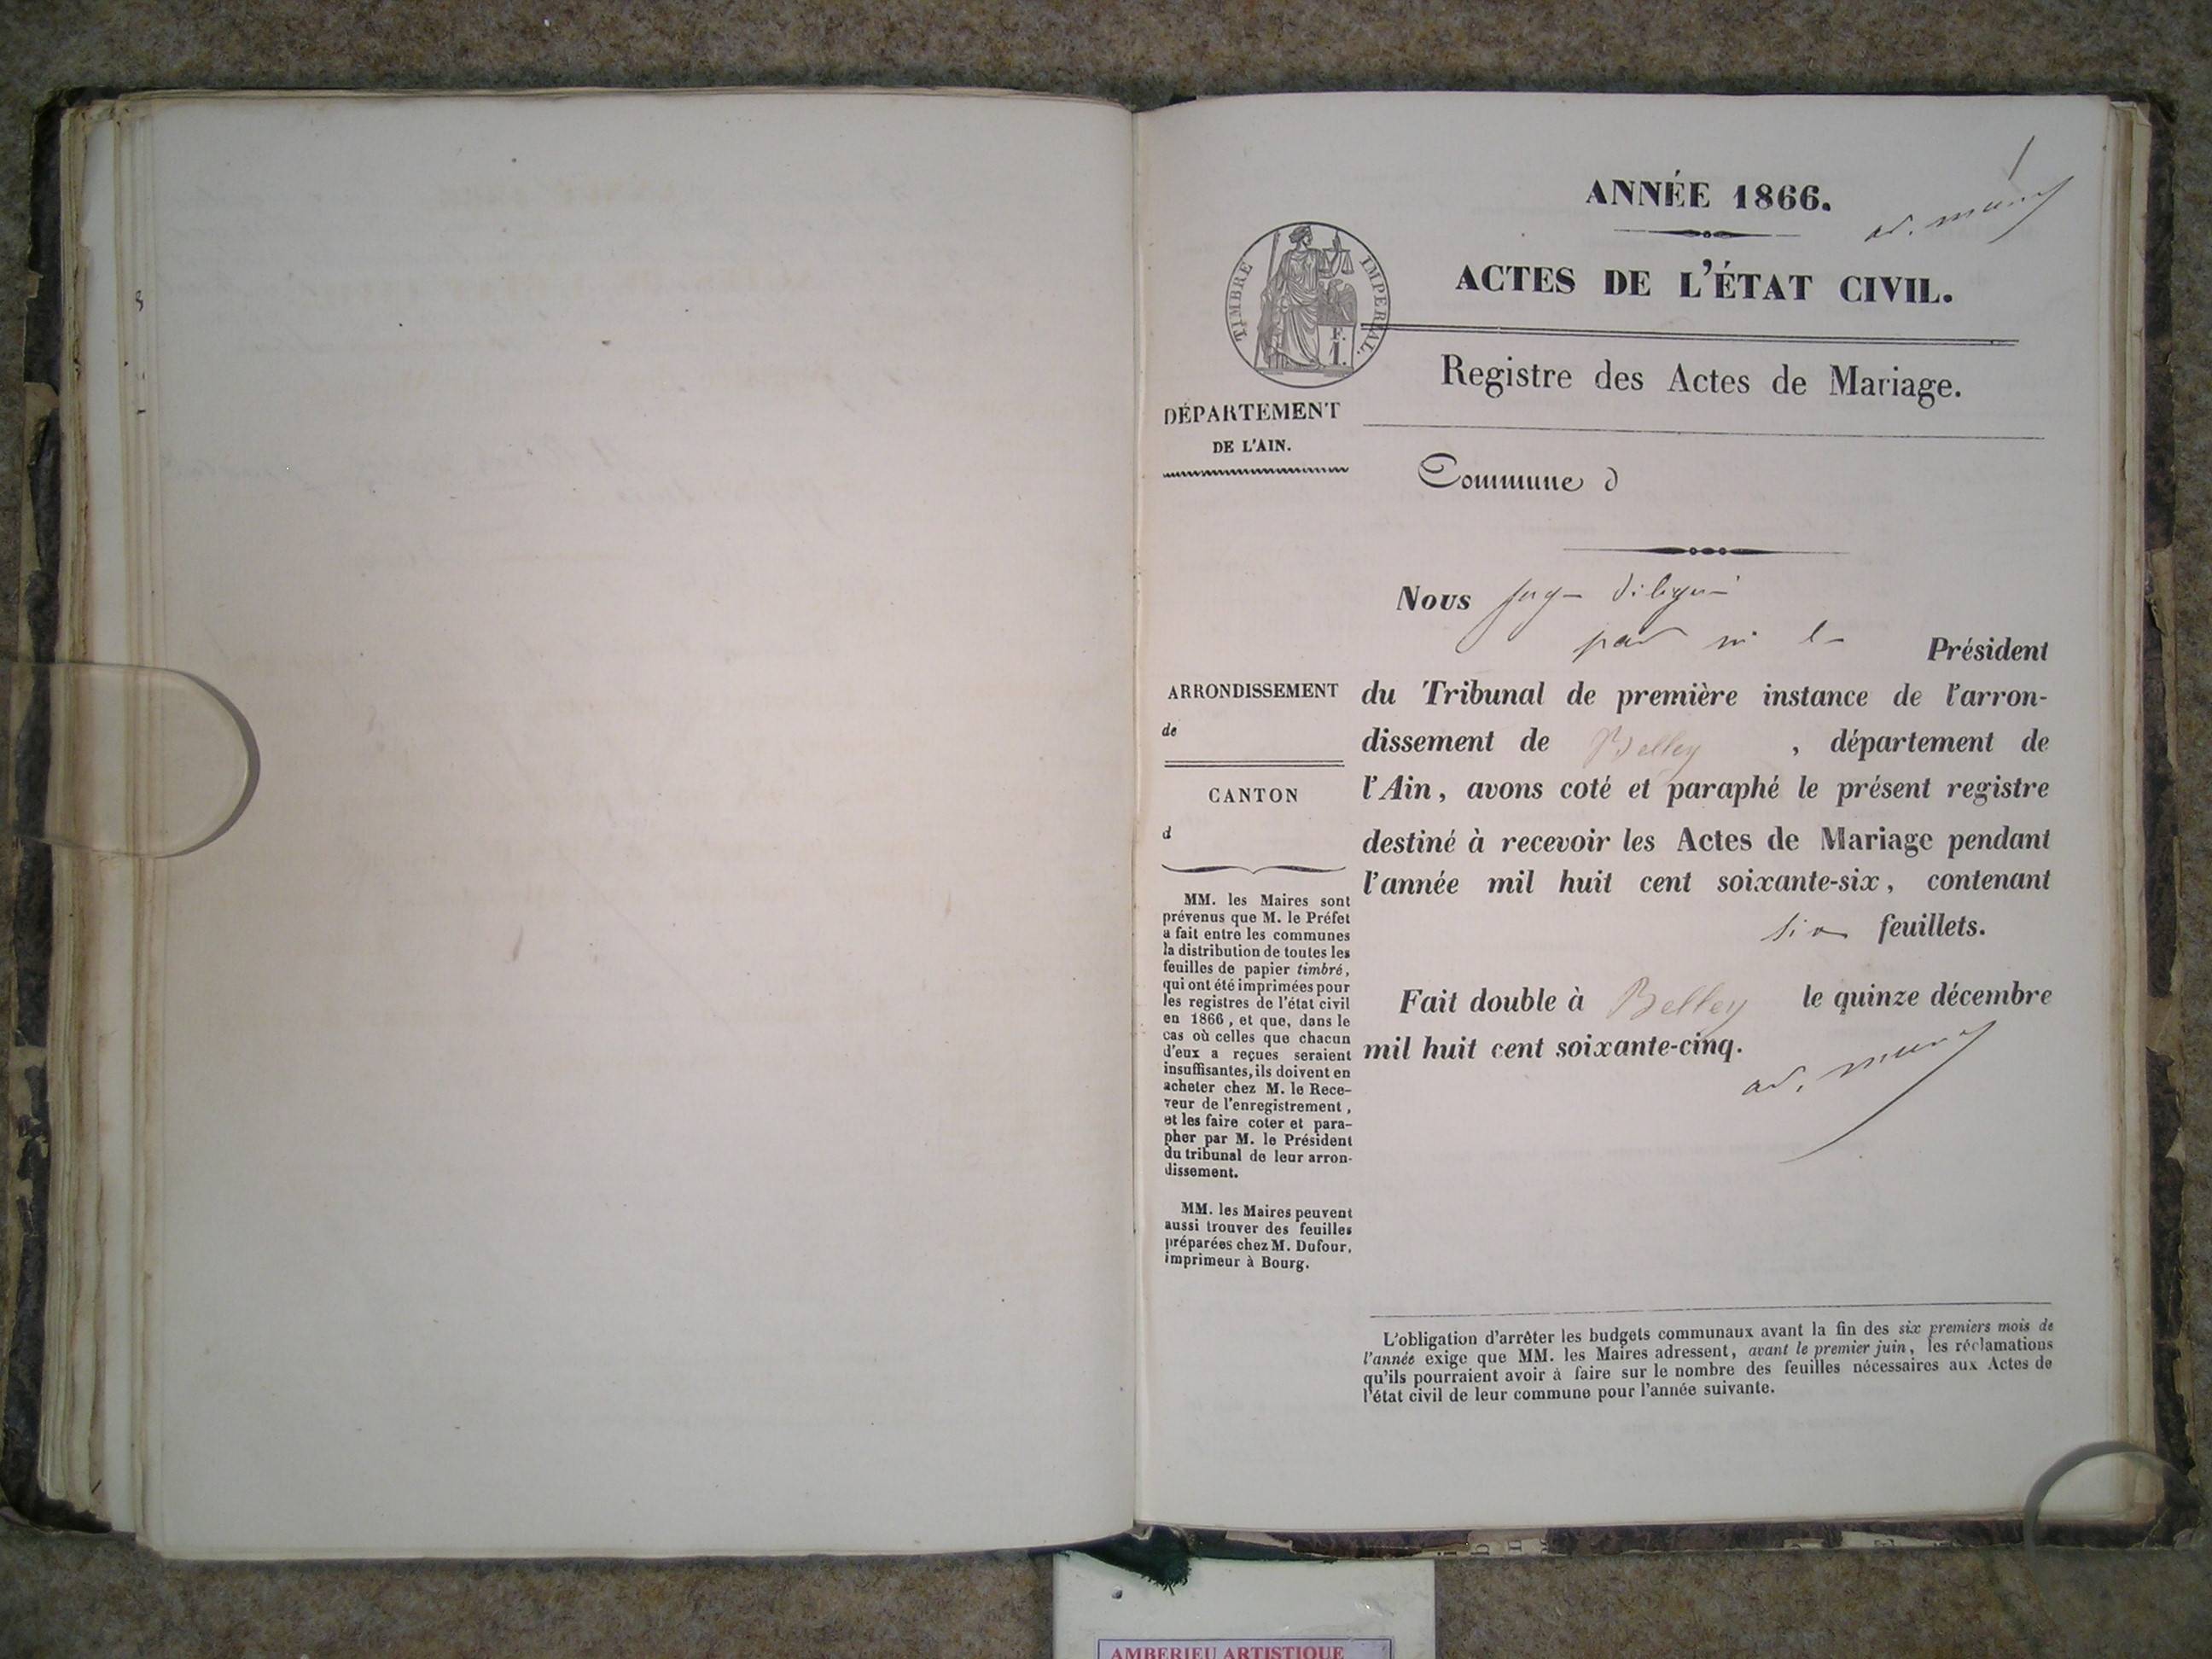 ANNÉE 1866.
ACTES DE L'ÉTAT CIVIL.
TIMBRE IMPERIAL.
F.
1.
Registre des Actes de Mariage.
DÉPARTEMENT
DE L'AIN.
Commune d
Nous juge délégué
par m le Président
ARRONDISSEMENT
de
CANTON
d
du Tribunal de première instance de l'arron-
dissement de Belley, département de
l'Ain, avons coté et paraphé le présent registre
destiné à recevoir les Actes de Mariage pendant
l'année mil huit cent soixante-six, contenant
six feuillets.
Fait double à Belley le quinze décembre
mil huit cent soixante-cinq.
MM. les Maires sont
prévenus que M. le Préfet
a fait entre les communes
la distribution de toutes les
feuilles de papier timbré,
qui ont été imprimées pour
les registres de l'état civil
en 1866, et que, dans le
cas où celles que chacun
d'eux a reçues seraient
insuffisantes, ils doivent en
acheter chez M. le Rece-
veur de l'enregistrement,
et les faire coter et para-
pher par M. le Président
du tribunal de leur arron-
dissement.
MM. les Maires peuvent
aussi trouver des feuilles
préparées chez M. Dufour,
imprimeur à Bourg.
L'obligation d'arrêter les budgets communaux avant la fin des six premiers mois de
l'année exige que MM. les Maires adressent, avant le premier juin, les réclamations
qu'ils pourraient avoir à faire sur le nombre des feuilles nécessaires aux Actes de
l'état civil de leur commune pour l'année suivante.
AMBERIEU ARTISTIQUE